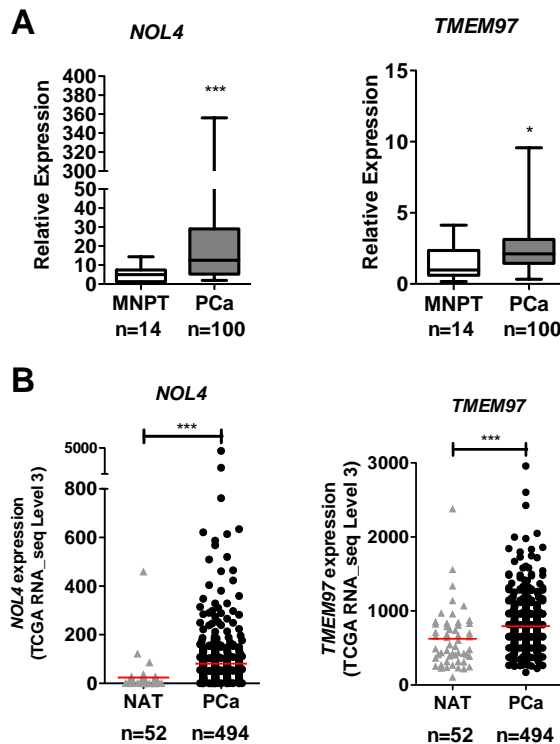 A
NOL4
Relative Expression
400
380
360
340
320
300
50
40
30
20
10
0
***
MNPT
PCa
n=14
n=100
TMEM97
Relative Expression
15
10
5
0
*
MNPT
PCa
n=14
n=100
B
NOL4
NOL4 expression
(TCGA RNA_seq Level 3)
5000
800
600
400
200
0
***
NAT
PCa
n=52
n=494
TMEM97
TMEM97 expression
(TCGA RNA_seq Level 3)
3000
2000
1000
0
***
NAT
PCa
n=52
n=494